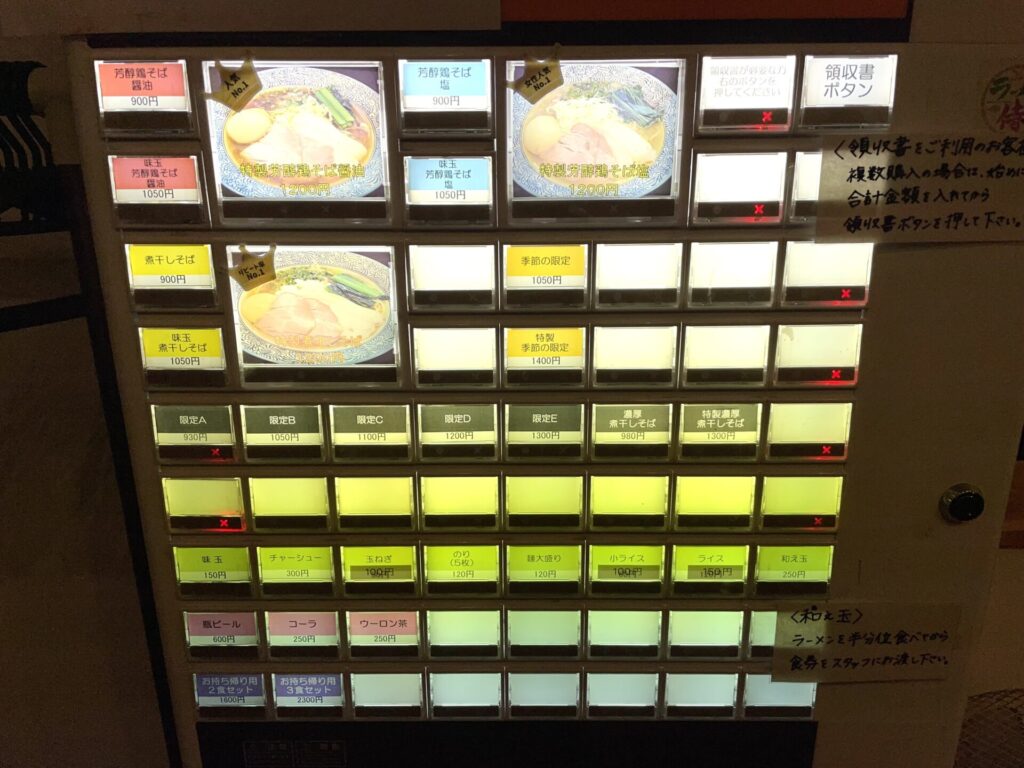 芳醇鶏そば
醤油
900円
人気
No.1
特製芳醇鶏そば醤油
1200円
芳醇鶏そば
塩
900円
女性人気
No.1
特製芳醇鶏そば塩
1200円
領収書が必要な方
右のボタンを
押してください
領収書
ボタン
味玉
芳醇鶏そば
醤油
1050円
味玉
芳醇鶏そば
塩
1050円
〈領収書をご利用のお客様
複数購入の場合は、始めに
合計金額を入れてから
領収書ボタンを押して下さい。
煮干しそば
900円
リピート率
No.1
季節の限定
1050円
味玉
煮干しそば
1050円
特製
季節の限定
1400円
限定A
930円
限定B
1050円
限定C
1100円
限定D
1200円
限定E
1300円
濃厚
煮干しそば
980円
特製濃厚
煮干しそば
1300円
味玉
150円
チャーシュー
300円
玉ねぎ
100円
のり
(5枚)
120円
麺大盛り
120円
小ライス
100円
ライス
150円
和え玉
250円
瓶ビール
600円
コーラ
250円
ウーロン茶
250円
〈和え玉〉
ラーメンを半分位食べてから
食券をスタッフにお渡し下さい。
お持ち帰り用
2食セット
1600円
お持ち帰り用
3食セット
2300円